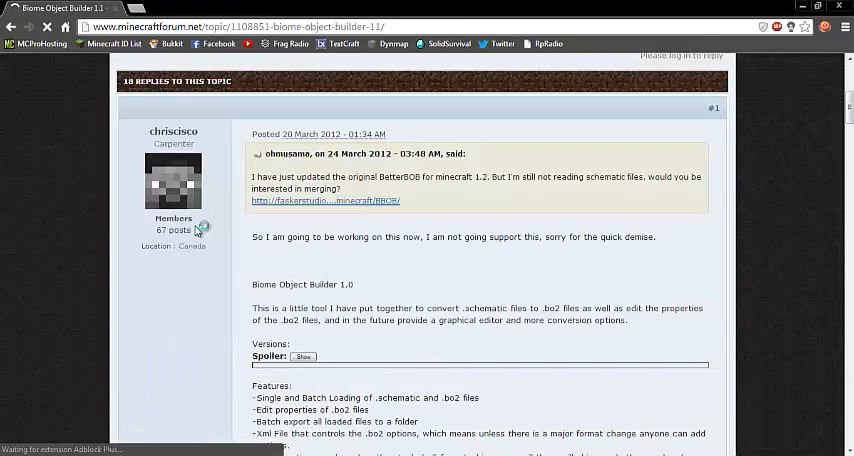 Biome Object Builder 1.1
www.minecraftforum.net/topic/1108851-biome-object-builder-11/
MCProHosting
Minecraft ID List
Bukkit
Facebook
Frag Radio
TextCraft
Dynmap
SolidSurvival
Twitter
RpRadio
Please log in to reply
18 REPLIES TO THIS TOPIC
#1
chriscisco
Carpenter
Members
67 posts
Location : Canada
Posted 20 March 2012 - 01:34 AM
ohmusama, on 24 March 2012 - 03:48 AM, said:
I have just updated the original BetterBOB for minecraft 1.2. But I'm still not reading schematic files, would you be
interested in merging?
http://faskerstudio....minecraft/BBOB/
So I am going to be working on this now, I am not going support this, sorry for the quick demise.
Biome Object Builder 1.0
This is a little tool I have put together to convert .schematic files to .bo2 files as well as edit the properties
of the .bo2 files, and in the future provide a graphical editor and more conversion options.
Versions:
Spoiler: Show
Features:
-Single and Batch Loading of .schematic and .bo2 files
-Edit properties of .bo2 files
-Batch export all loaded files to a folder
-Xml File that controls the .bo2 options, which means unless there is a major format change anyone can add
Waiting for extension Adblock Plus...